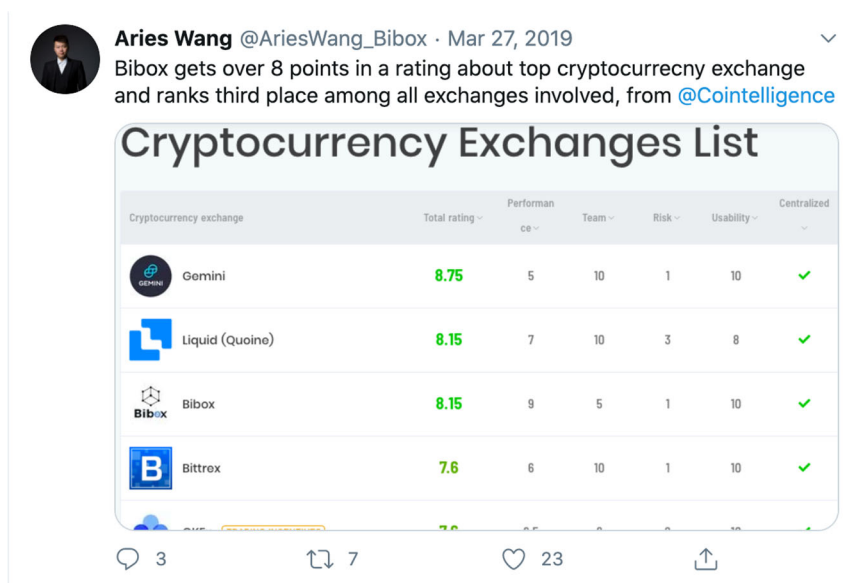 Aries Wang @AriesWang_Bibox · Mar 27, 2019
Bibox gets over 8 points in a rating about top cryptocurrecny exchange
and ranks third place among all exchanges involved, from @Cointelligence
Cryptocurrency Exchanges List
Cryptocurrency exchange Total rating Performan
ce Team Risk Usability Centralized
GEMINI Gemini 8.75 5 10 1 10
Liquid (Quoine) 8.15 7 10 3 8
Bibox Bibox 8.15 9 5 1 10
B Bittrex 7.6 6 10 1 10
3 7 23